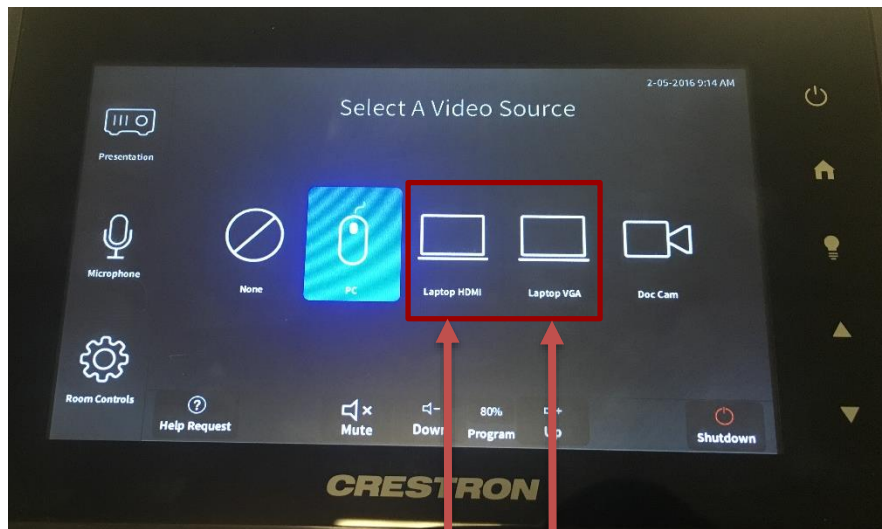 2-05-2016 9:14 AM
Select A Video Source
Presentation
Microphone
Room Controls
None
PC
Laptop HDMI
Laptop VGA
Doc Cam
Help Request
Mute
Down
80%
Program
Up
Shutdown
CRESTRON